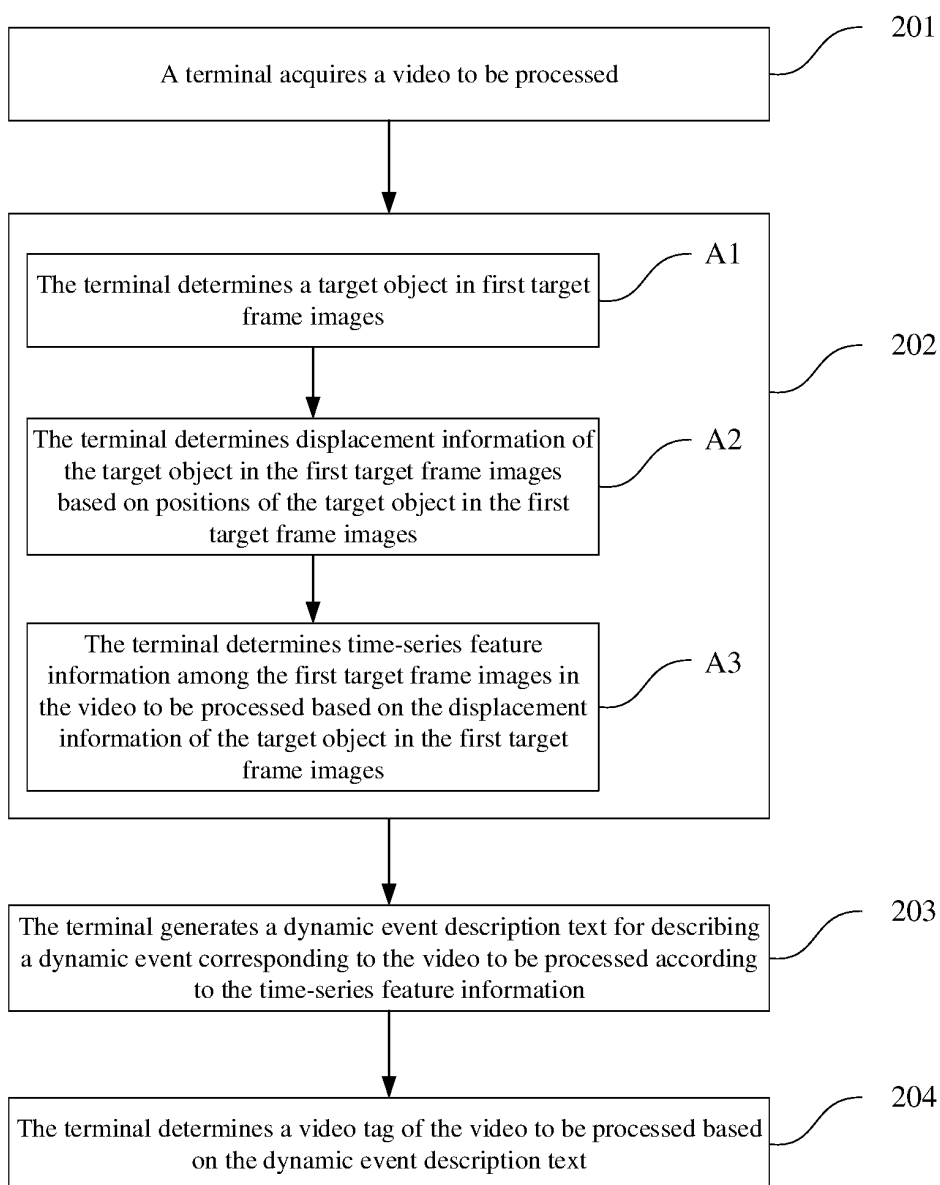 201
A terminal acquires a video to be processed
A1
The terminal determines a target object in first target
frame images
202
A2
The terminal determines displacement information of
the target object in the first target frame images
based on positions of the target object in the first
target frame images
The terminal determines time-series feature
information among the first target frame images in
the video to be processed based on the displacement
information of the target object in the first target
frame images
A3
203
The terminal generates a dynamic event description text for describing
a dynamic event corresponding to the video to be processed according
to the time-series feature information
204
The terminal determines a video tag of the video to be processed based
on the dynamic event description text